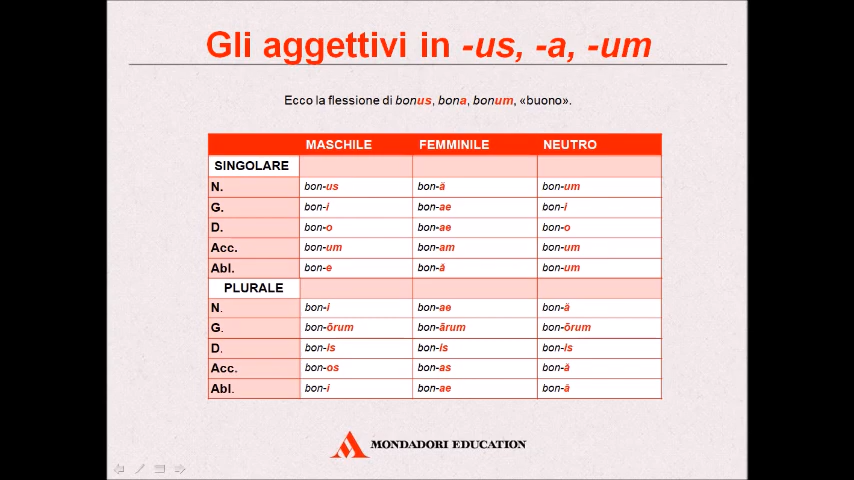 Gli aggettivi in -us, -a, -um
Ecco la flessione di bonus, bona, bonum, «buono».
MASCHILE FEMMINILE NEUTRO
SINGOLARE
N. bon-us bon-ă bon-um
G. bon-i bon-ae bon-i
D. bon-o bon-ae bon-o
Acc. bon-um bon-am bon-um
Abl. bon-e bon-ă bon-um
PLURALE
N. bon-i bon-ae bon-ă
G. bon-ōrum bon-ārum bon-ōrum
D. bon-is bon-is bon-is
Acc. bon-os bon-as bon-ă
Abl. bon-i bon-ae bon-ă
MONDADORI EDUCATION